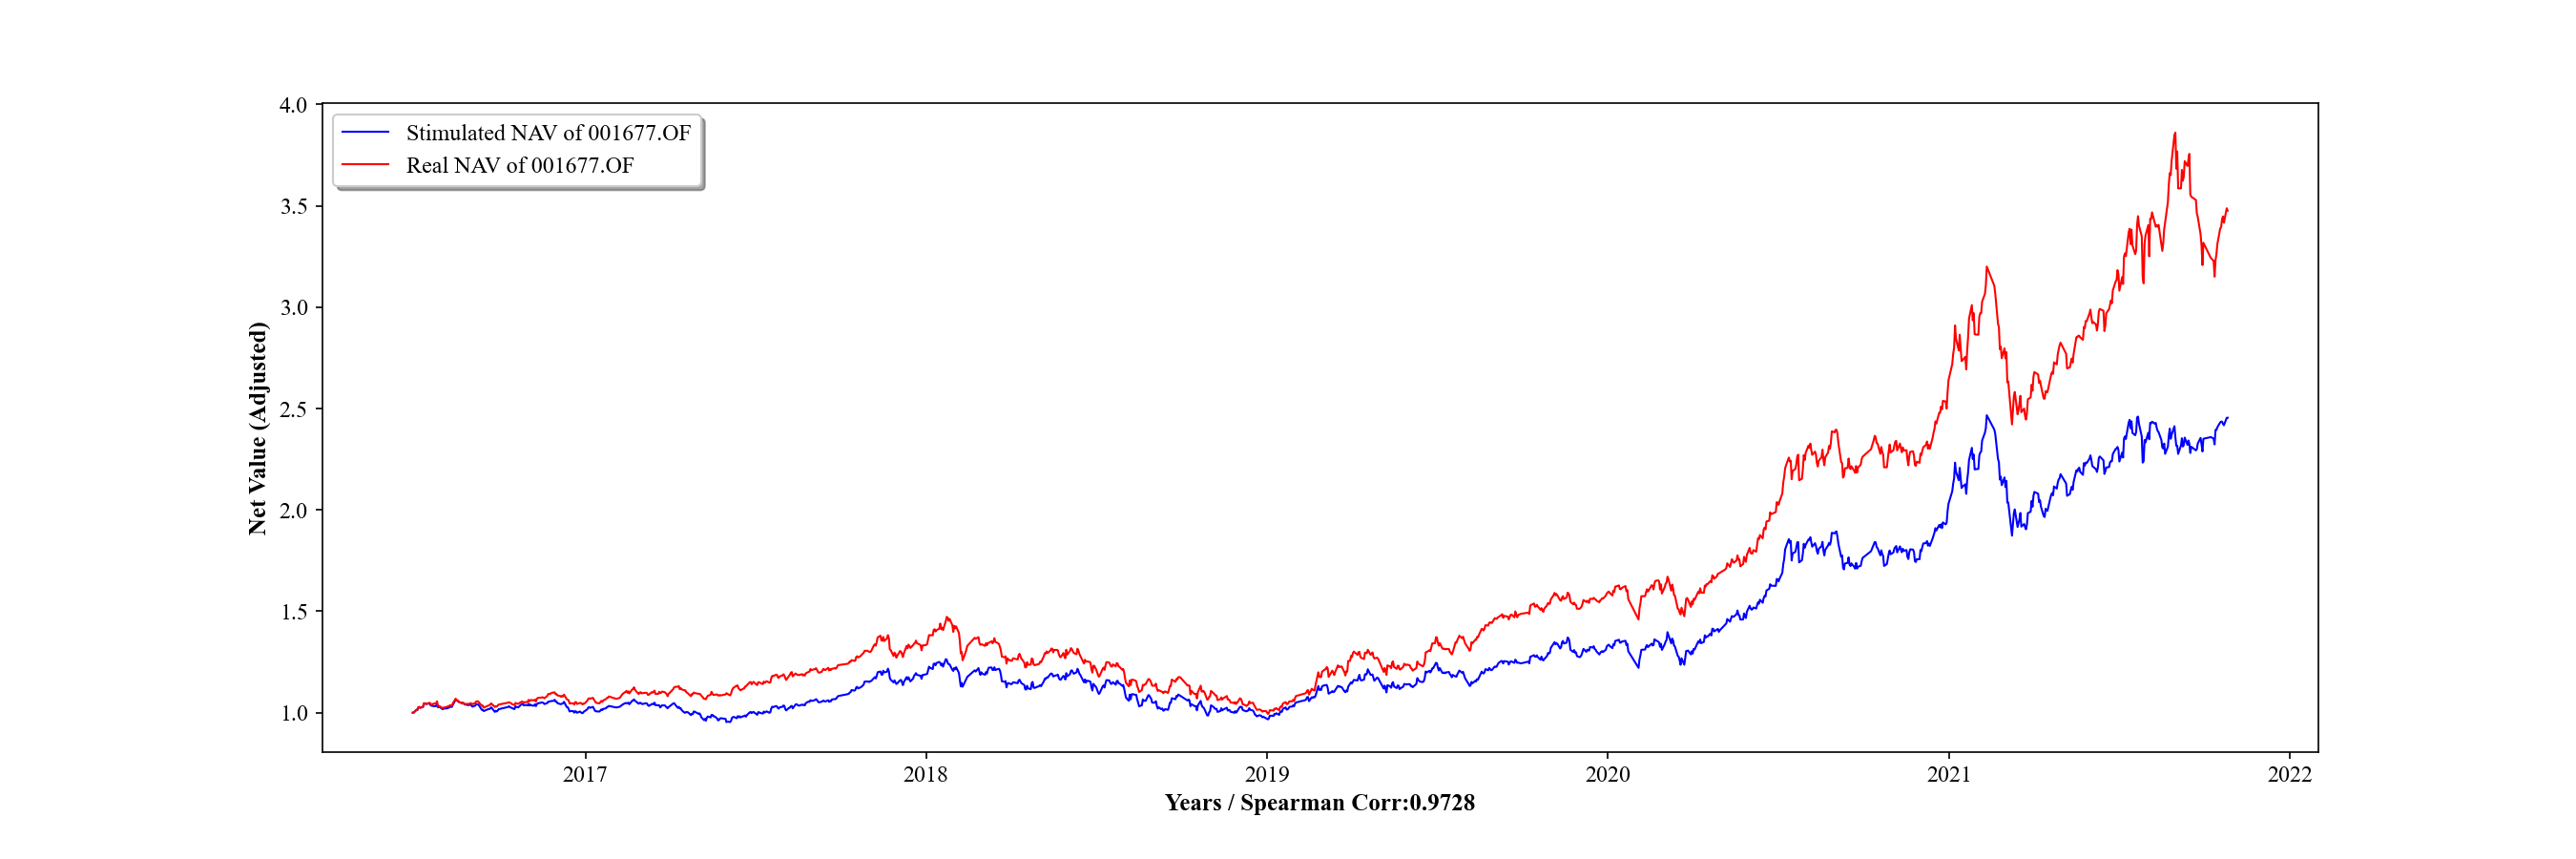 4.0
Stimulated NAV of 001677.OF
Real NAV of 001677.OF
3.5
3.0
2.5
2.0
1.5
1.0
Net Value (Adjusted)
2017 2018 2019 2020 2021 2022
Years / Spearman Corr:0.9728